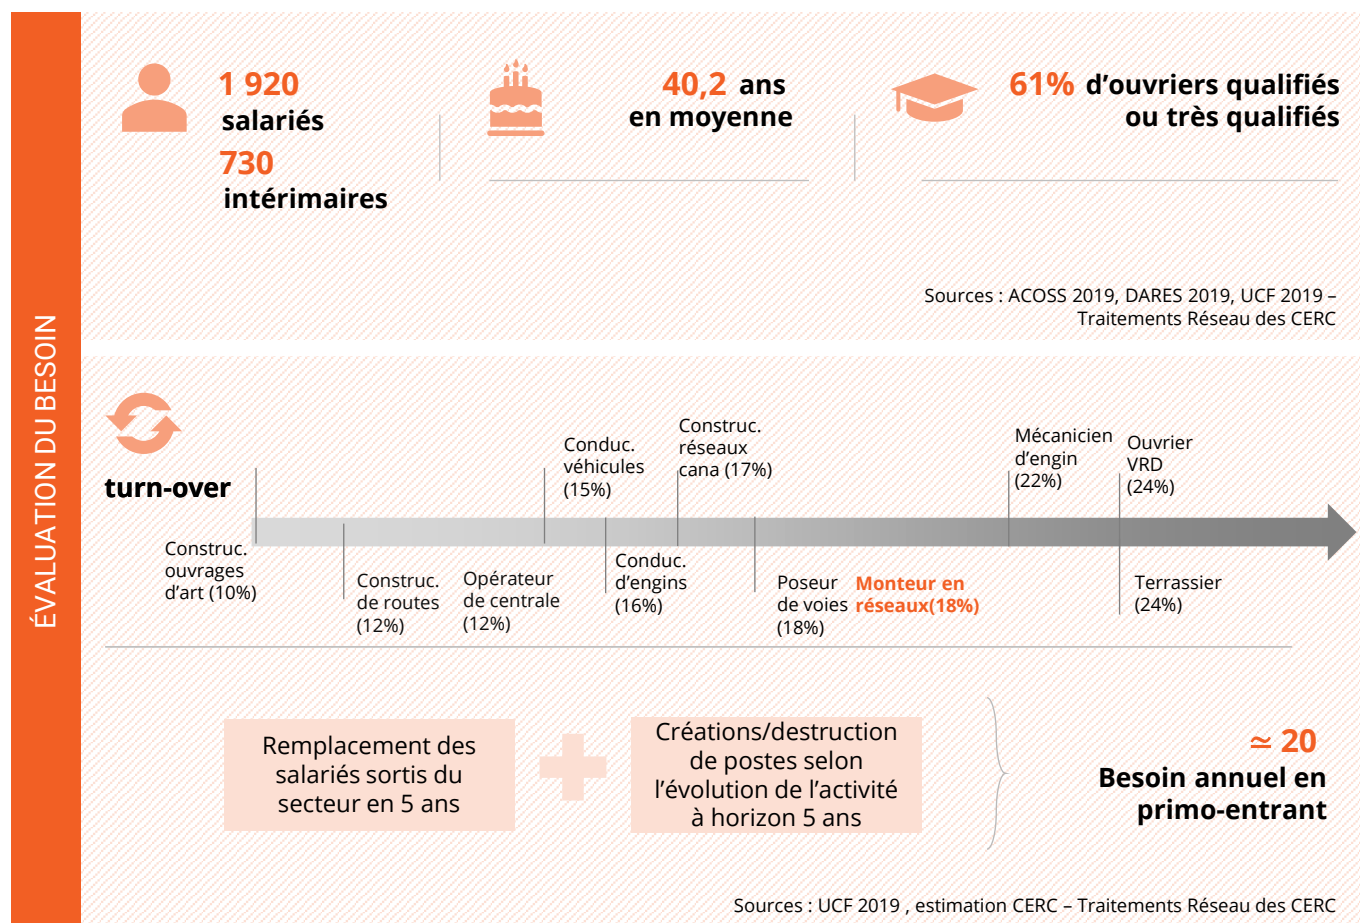 ÉVALUATION DU BESOIN
1 920
salariés
730
intérimaires
40,2 ans
en moyenne
61% d’ouvriers qualifiés
ou très qualifiés
Sources : ACOSS 2019, DARES 2019, UCF 2019 –
Traitements Réseau des CERC
turn-over
Construc.
ouvrages
d’art (10%)
Construc.
de routes
(12%)
Opérateur
de centrale
(12%)
Conduc.
véhicules
(15%)
Conduc.
d’engins
(16%)
Construc.
réseaux
cana (17%)
Poseur
de voies
(18%)
Monteur en
réseaux(18%)
Mécanicien
d’engin
(22%)
Ouvrier
VRD
(24%)
Terrassier
(24%)
Remplacement des
salariés sortis du
secteur en 5 ans
Créations/destruction
de postes selon
l’évolution de l’activité
à horizon 5 ans
≃ 20
Besoin annuel en
primo-entrant
Sources : UCF 2019 , estimation CERC – Traitements Réseau des CERC